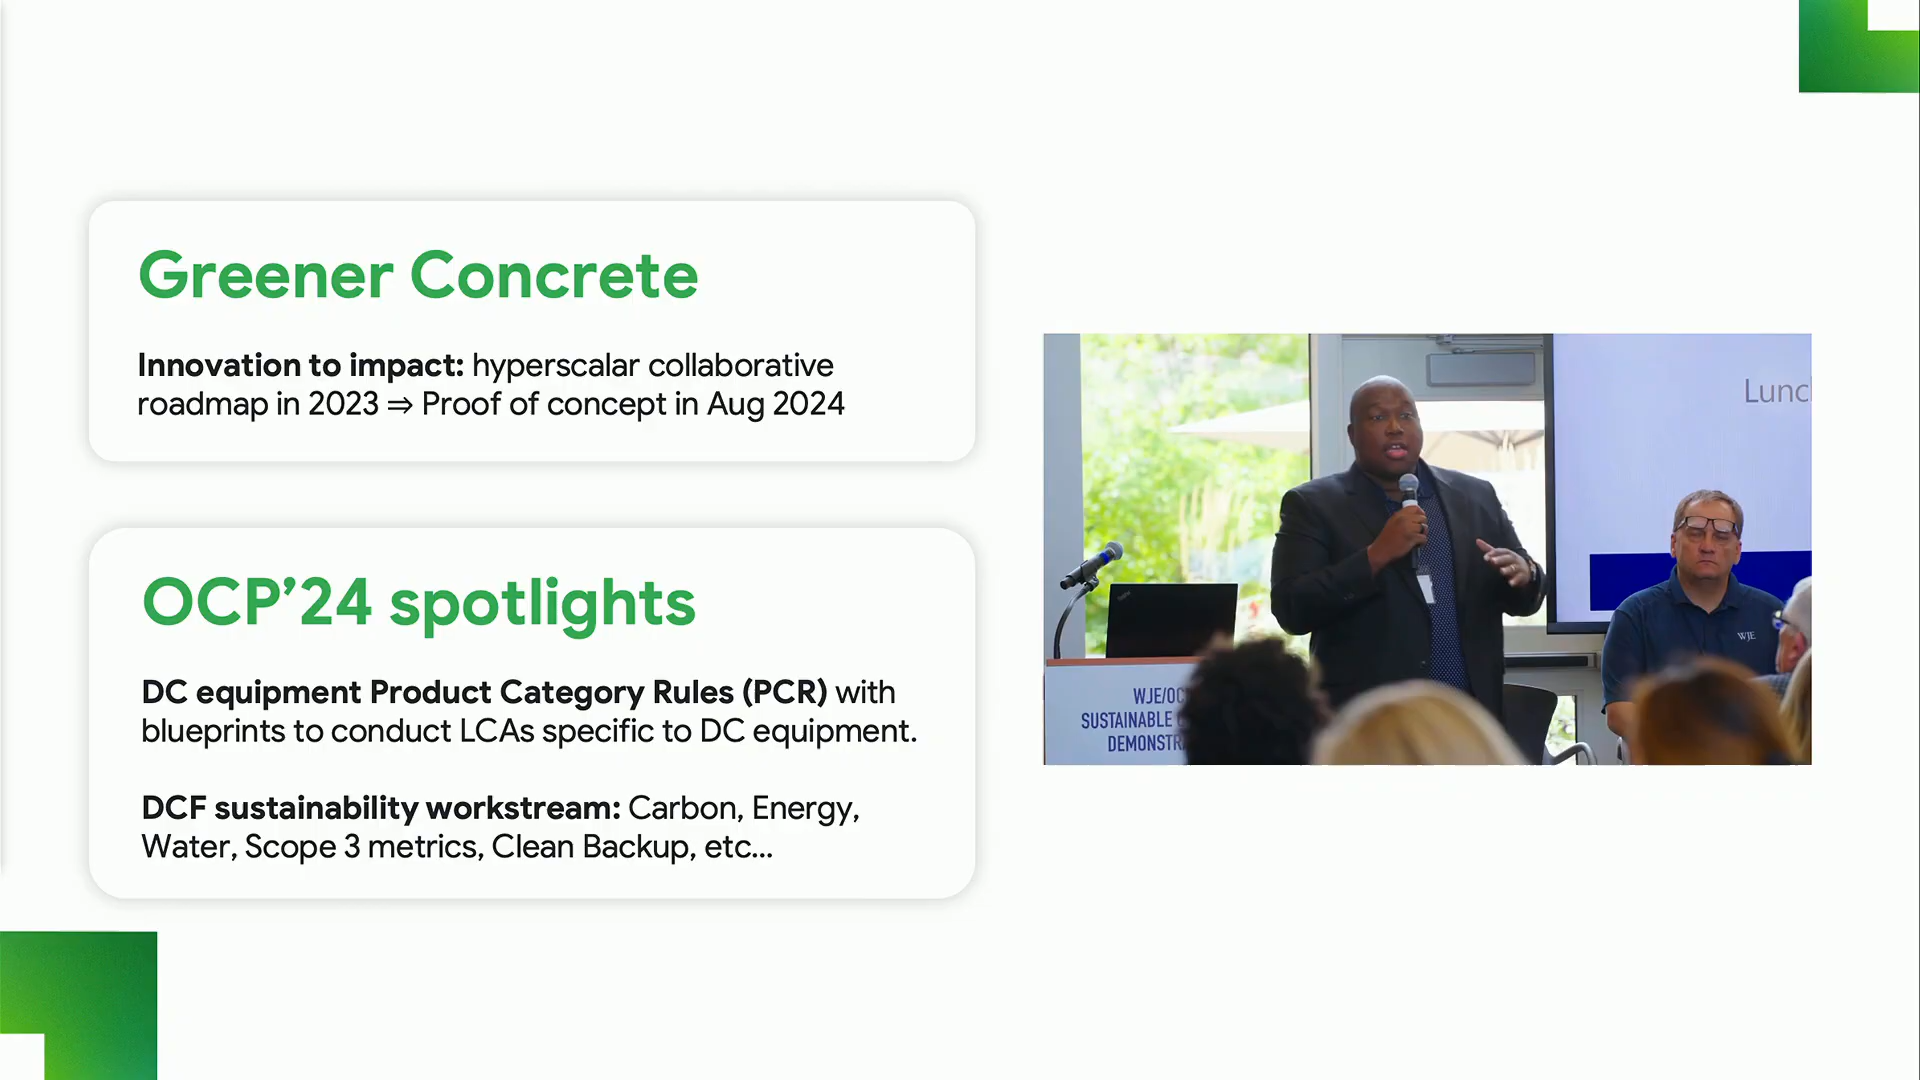 Greener Concrete
Innovation to impact: hyperscalar collaborative
roadmap in 2023 ⇒ Proof of concept in Aug 2024
OCP’24 spotlights
DC equipment Product Category Rules (PCR) with
blueprints to conduct LCAs specific to DC equipment.
DCF sustainability workstream: Carbon, Energy,
Water, Scope 3 metrics, Clean Backup, etc...
Lunc
WJE
WJE/OC
SUSTAINABLE
DEMONSTR